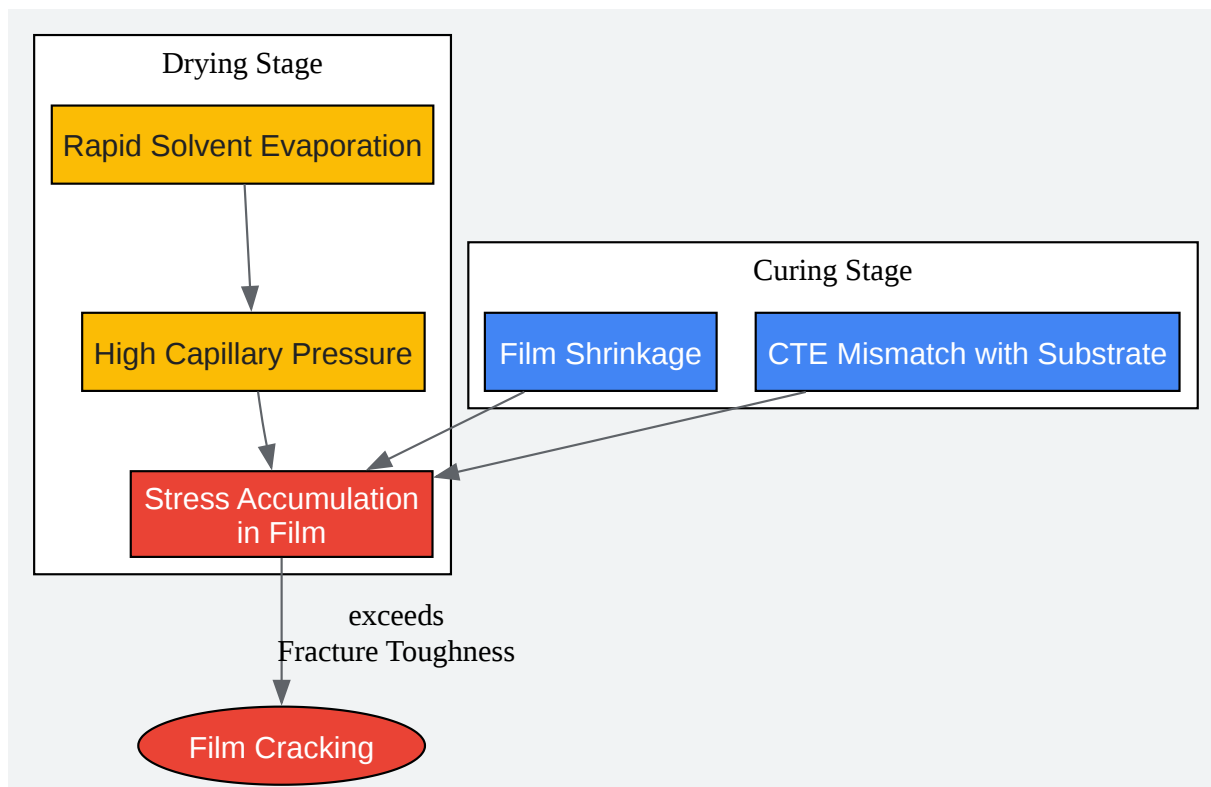 Drying Stage
Rapid Solvent Evaporation
High Capillary Pressure
Curing Stage
Film Shrinkage
CTE Mismatch with Substrate
Stress Accumulation
in Film
exceeds
Fracture Toughness
Film Cracking